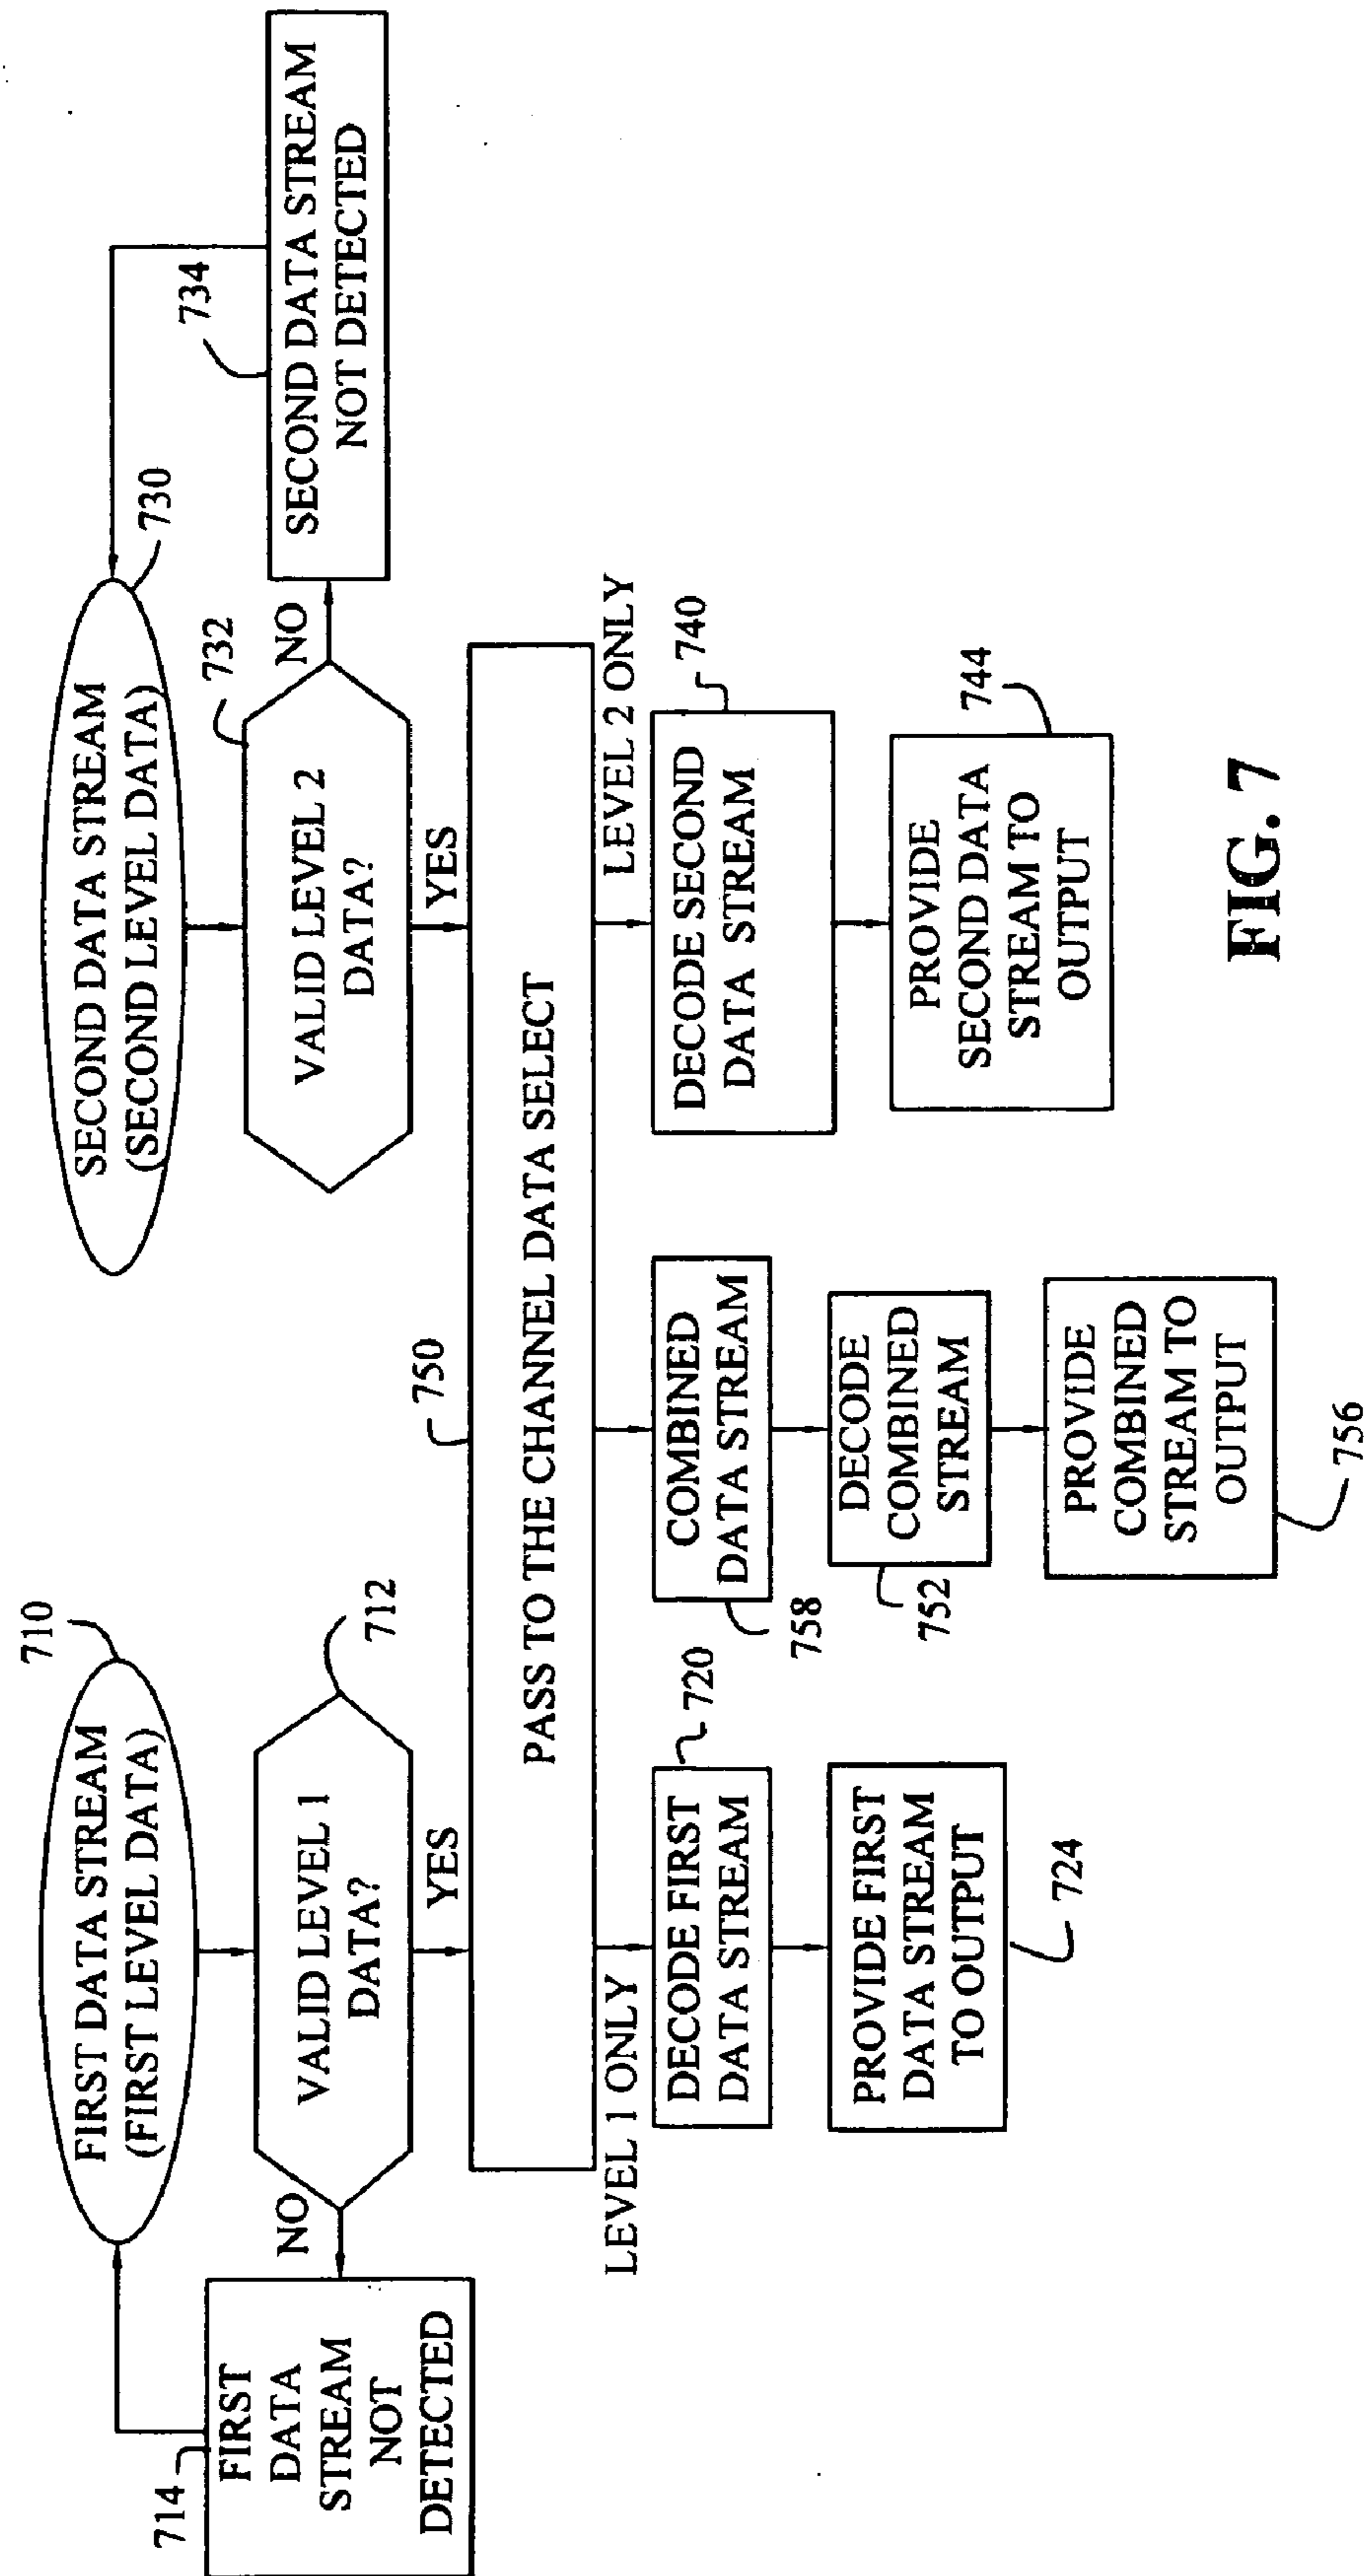 710
FIRST DATA STREAM
(FIRST LEVEL DATA)
730
SECOND DATA STREAM
(SECOND LEVEL DATA)
714
FIRST
DATA
STREAM
NOT
DETECTED
NO
VALID LEVEL 1
DATA?
712
YES
VALID LEVEL 2
DATA?
732
NO
YES
734
SECOND DATA STREAM
NOT DETECTED
750
PASS TO THE CHANNEL DATA SELECT
LEVEL 1 ONLY
720
DECODE FIRST
DATA STREAM
PROVIDE FIRST
DATA STREAM
TO OUTPUT
724
COMBINED
DATA STREAM
758
DECODE
COMBINED
STREAM
752
PROVIDE
COMBINED
STREAM TO
OUTPUT
756
LEVEL 2 ONLY
740
DECODE SECOND
DATA STREAM
744
PROVIDE
SECOND DATA
STREAM TO
OUTPUT
FIG. 7